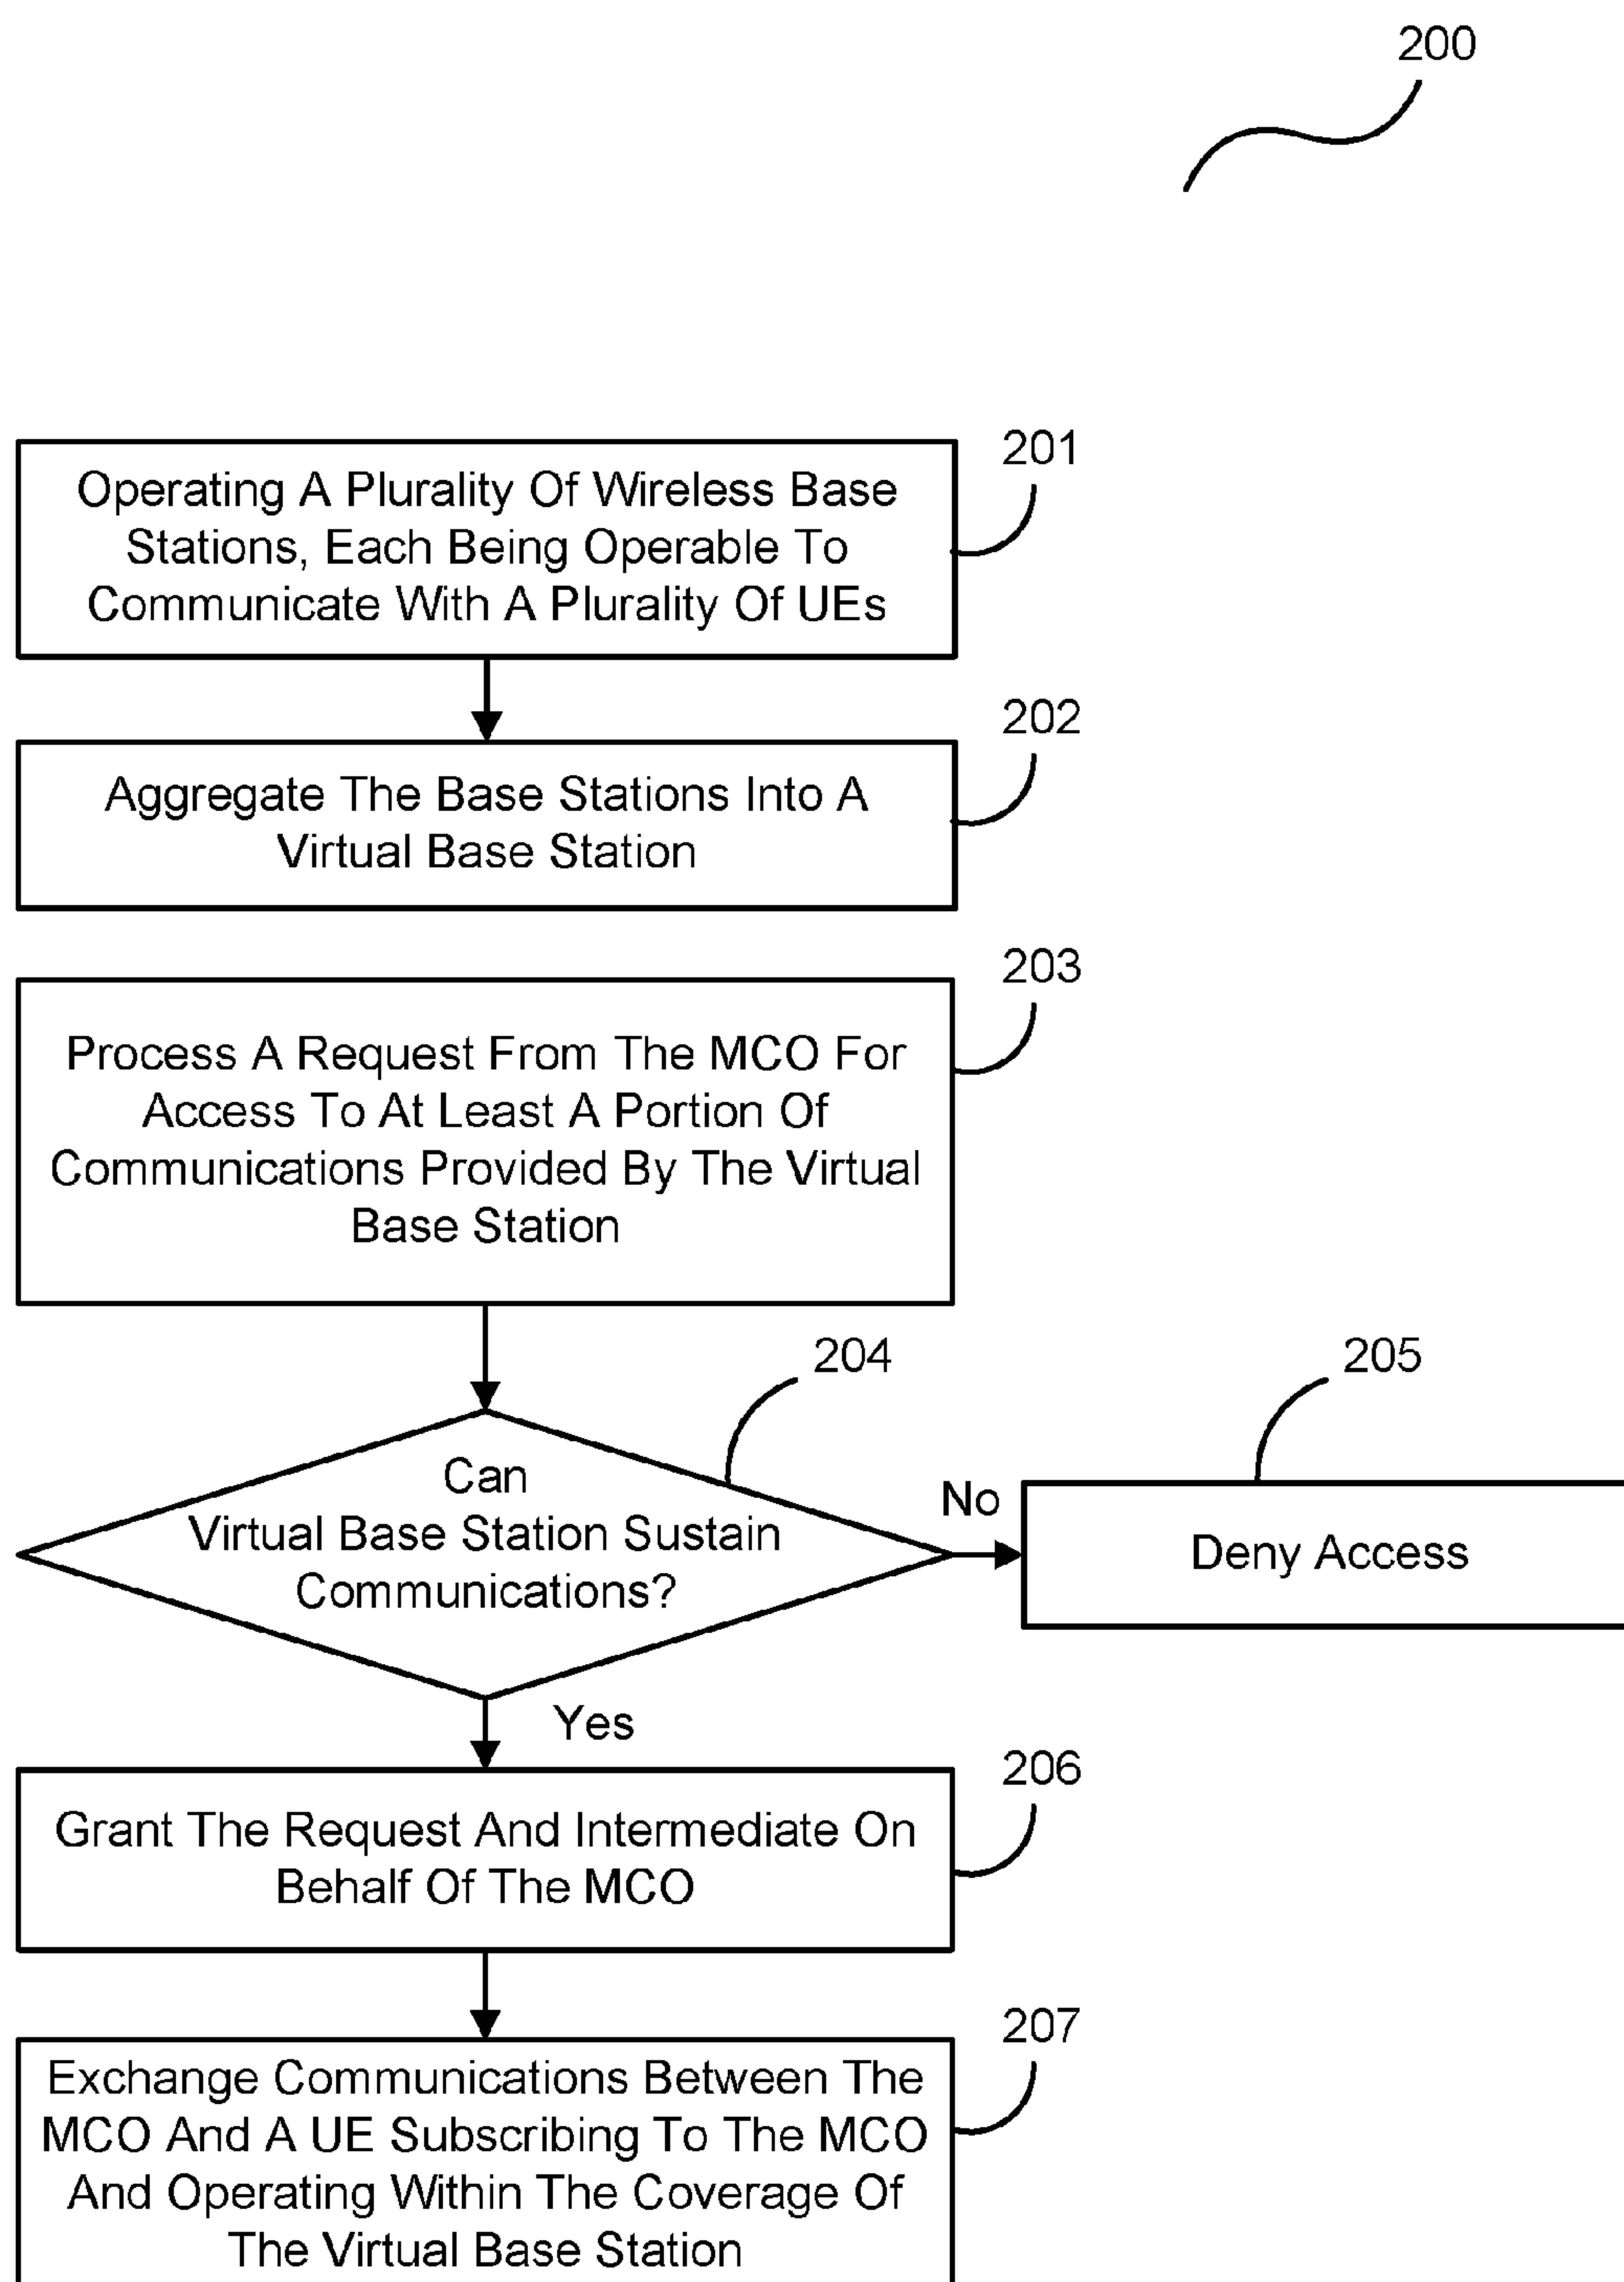 200
201
Operating A Plurality Of Wireless Base
Stations, Each Being Operable To
Communicate With A Plurality Of UEs
202
Aggregate The Base Stations Into A
Virtual Base Station
203
Process A Request From The MCO For
Access To At Least A Portion Of
Communications Provided By The Virtual
Base Station
204
205
Can
Virtual Base Station Sustain
Communications?
No
Deny Access
Yes
206
Grant The Request And Intermediate On
Behalf Of The MCO
207
Exchange Communications Between The
MCO And A UE Subscribing To The MCO
And Operating Within The Coverage Of
The Virtual Base Station